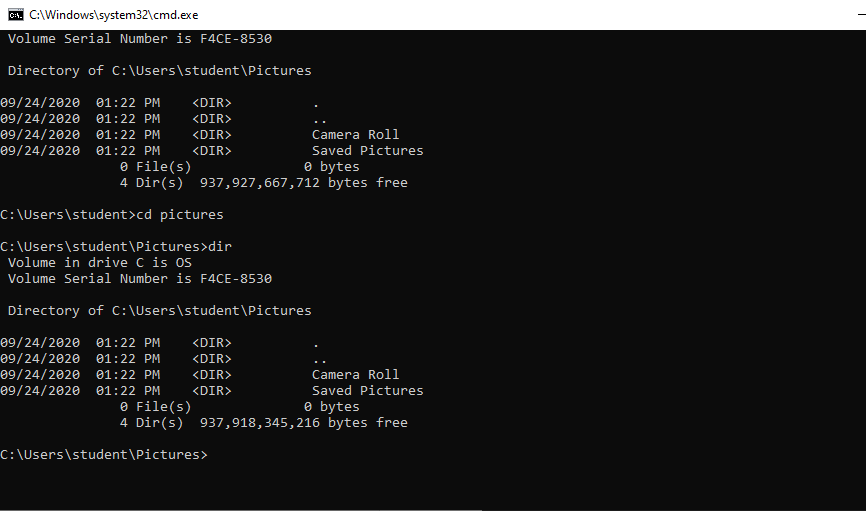 C:\Windows\system32\cmd.exe
Volume Serial Number is F4CE-8530
Directory of C:\Users\student\Pictures
09/24/2020  01:22 PM    <DIR>          .
09/24/2020  01:22 PM    <DIR>          ..
09/24/2020  01:22 PM    <DIR>          Camera Roll
09/24/2020  01:22 PM    <DIR>          Saved Pictures
0 File(s)              0 bytes
4 Dir(s)  937,927,667,712 bytes free
C:\Users\student>cd pictures
C:\Users\student\Pictures>dir
Volume in drive C is OS
Volume Serial Number is F4CE-8530
Directory of C:\Users\student\Pictures
09/24/2020  01:22 PM    <DIR>          .
09/24/2020  01:22 PM    <DIR>          ..
09/24/2020  01:22 PM    <DIR>          Camera Roll
09/24/2020  01:22 PM    <DIR>          Saved Pictures
0 File(s)              0 bytes
4 Dir(s)  937,918,345,216 bytes free
C:\Users\student\Pictures>